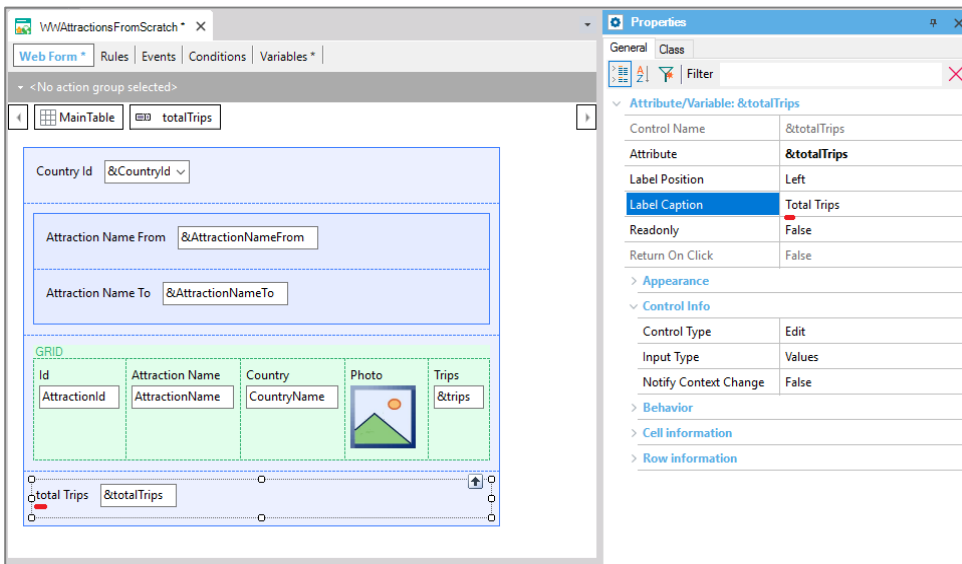 WWAttractionsFromScratch *
Web Form * Rules Events Conditions Variables *
<No action group selected>
MainTable totalTrips
Country Id &CountryId
Attraction Name From &AttractionNameFrom
Attraction Name To &AttractionNameTo
GRID
Id Attraction Name Country Photo Trips
AttractionId AttractionName CountryName &trips
total Trips &totalTrips
Properties
General Class
Filter
Attribute/Variable: &totalTrips
Control Name &totalTrips
Attribute &totalTrips
Label Position Left
Label Caption Total Trips
Readonly False
Return On Click False
Appearance
Control Info
Control Type Edit
Input Type Values
Notify Context Change False
Behavior
Cell information
Row information